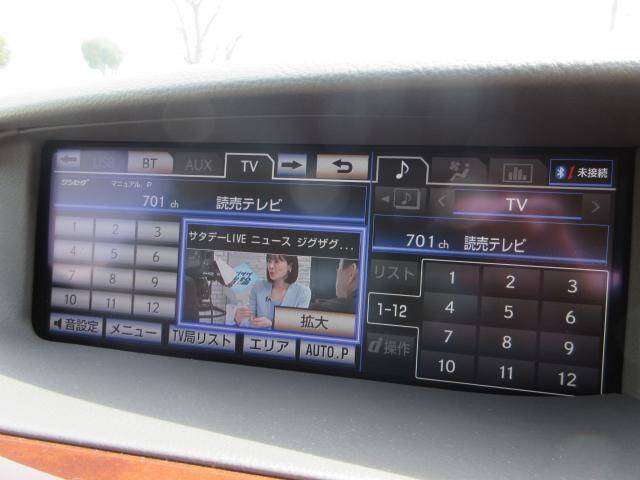 USB BT AUX TV
ワンセグ マニュアル.P
701 ch 読売テレビ
1 2 3
4 5 6
7 8 9
10 11 12
サタデーLIVE ニュース ジグザグ...
拡大
音設定 メニュー TV局リスト エリア AUTO.P
未接続
TV
701 ch 読売テレビ
リスト
1-12
d操作
1 2 3
4 5 6
7 8 9
10 11 12